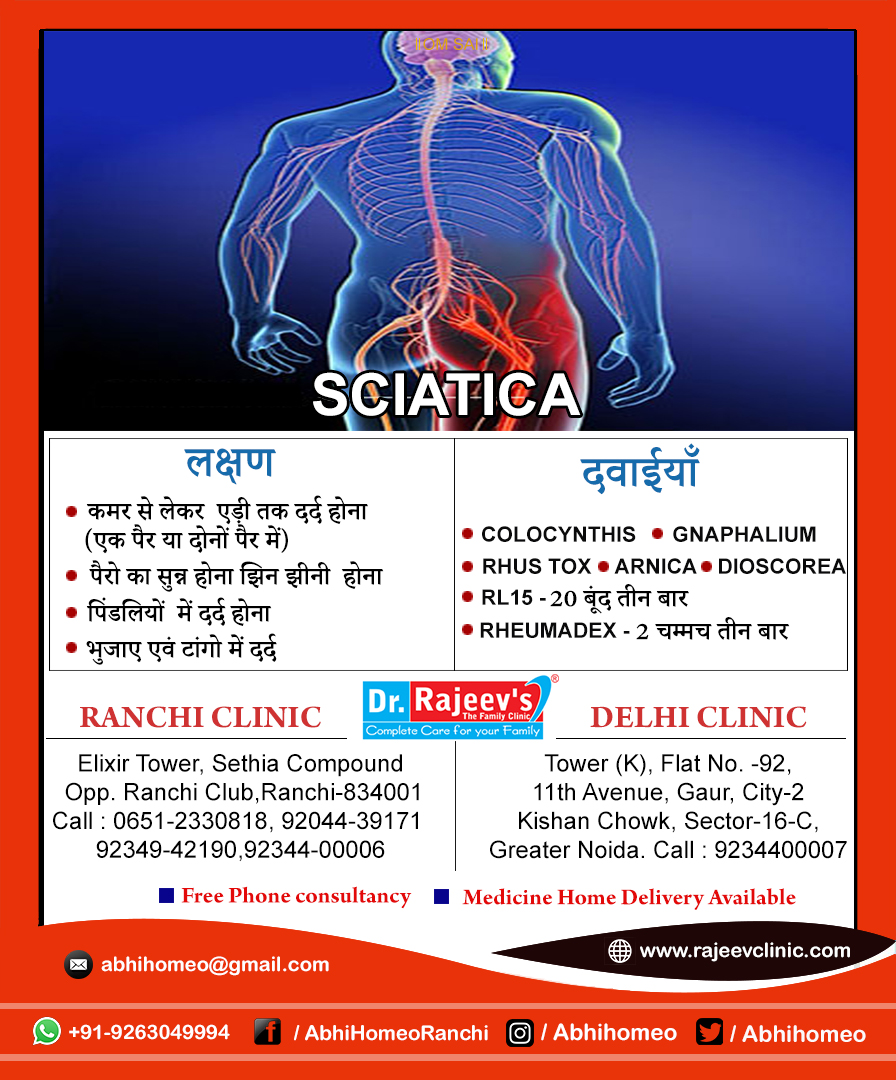 SCIATICA
लक्षण
कमर से लेकर एड़ी तक दर्द होना
(एक पैर या दोनों पैर में)
पैरो का सुन्न होना झिन झीनी होना
पिंडलियों में दर्द होना
भुजाए एवं टांगो में दर्द
दवाईयाँ
COLOCYNTHIS GNAPHALIUM
RHUS TOX ARNICA DIOSCOREA
RL15 - 20 बूंद तीन बार
RHEUMADEX - 2 चम्मच तीन बार
Dr. Rajeev's ®
The Family Clinic
Complete Care for your Family
RANCHI CLINIC
Elixir Tower, Sethia Compound
Opp. Ranchi Club,Ranchi-834001
Call : 0651-2330818, 92044-39171
92349-42190,92344-00006
DELHI CLINIC
Tower (K), Flat No. -92,
11th Avenue, Gaur, City-2
Kishan Chowk, Sector-16-C,
Greater Noida. Call : 9234400007
Free Phone consultancy Medicine Home Delivery Available
abhihomeo@gmail.com
www.rajeevclinic.com
+91-9263049994 / AbhiHomeoRanchi / Abhihomeo / Abhihomeo